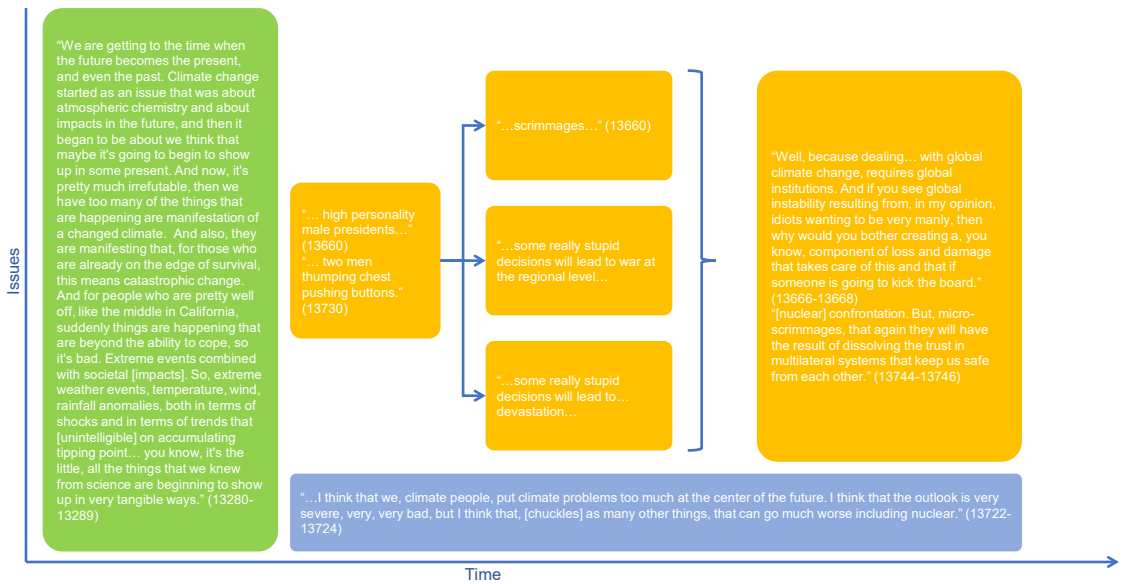 “We are getting to the time when
the future becomes the present,
and even the past. Climate change
started as an issue that was about
atmospheric chemistry and about
impacts in the future, and then it
began to be about we think that
maybe it's going to begin to show
up in some present. And now, it's
pretty much irrefutable, then we
have too many of the things that
are happening are manifestation of
a changed climate.  And also, they
are manifesting that, for those who
are already on the edge of survival,
this means catastrophic change.
And for people who are pretty well
off, like the middle in California,
suddenly things are happening that
are beyond the ability to cope, so
it's bad. Extreme events combined
with societal [impacts]. So, extreme
weather events, temperature, wind,
rainfall anomalies, both in terms of
shocks and in terms of trends that
[unintelligible] on accumulating
tipping point… you know, it's the
little, all the things that we knew
from science are beginning to show
up in very tangible ways.” (13280-
13289)
“… high personality
male presidents…”
(13660)
“… two men
thumping chest
pushing buttons.”
(13730)
“…scrimmages…” (13660)
“…some really stupid
decisions will lead to war at
the regional level…
“…some really stupid
decisions will lead to…
devastation…
“Well, because dealing… with global
climate change, requires global
institutions. And if you see global
instability resulting from, in my opinion,
idiots wanting to be very manly, then
why would you bother creating a, you
know, component of loss and damage
that takes care of this and that if
someone is going to kick the board.”
(13666-13668)
“[nuclear] confrontation. But, micro-
scrimmages, that again they will have
the result of dissolving the trust in
multilateral systems that keep us safe
from each other.” (13744-13746)
“…I think that we, climate people, put climate problems too much at the center of the future. I think that the outlook is very
severe, very, very bad, but I think that, [chuckles] as many other things, that can go much worse including nuclear.” (13722-
13724)
Issues
Time